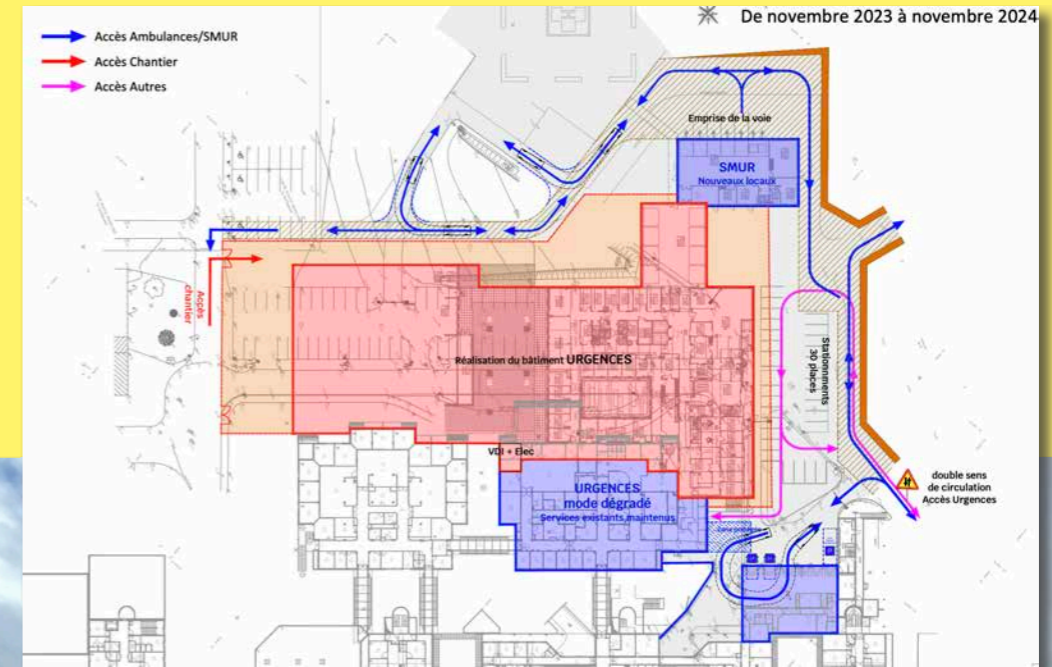 De novembre 2023 à novembre 2024
Accès Ambulances/SMUR
Accès Chantier
Accès Autres
Emprise de la voie
SMUR
Nouveaux locaux
Accès
chantier
Réalisation du bâtiment URGENCES
Stationnements
30 places
VDI + Elec
URGENCES
mode dégradé
Services existants maintenus
double sens
de circulation
Accès Urgences
P